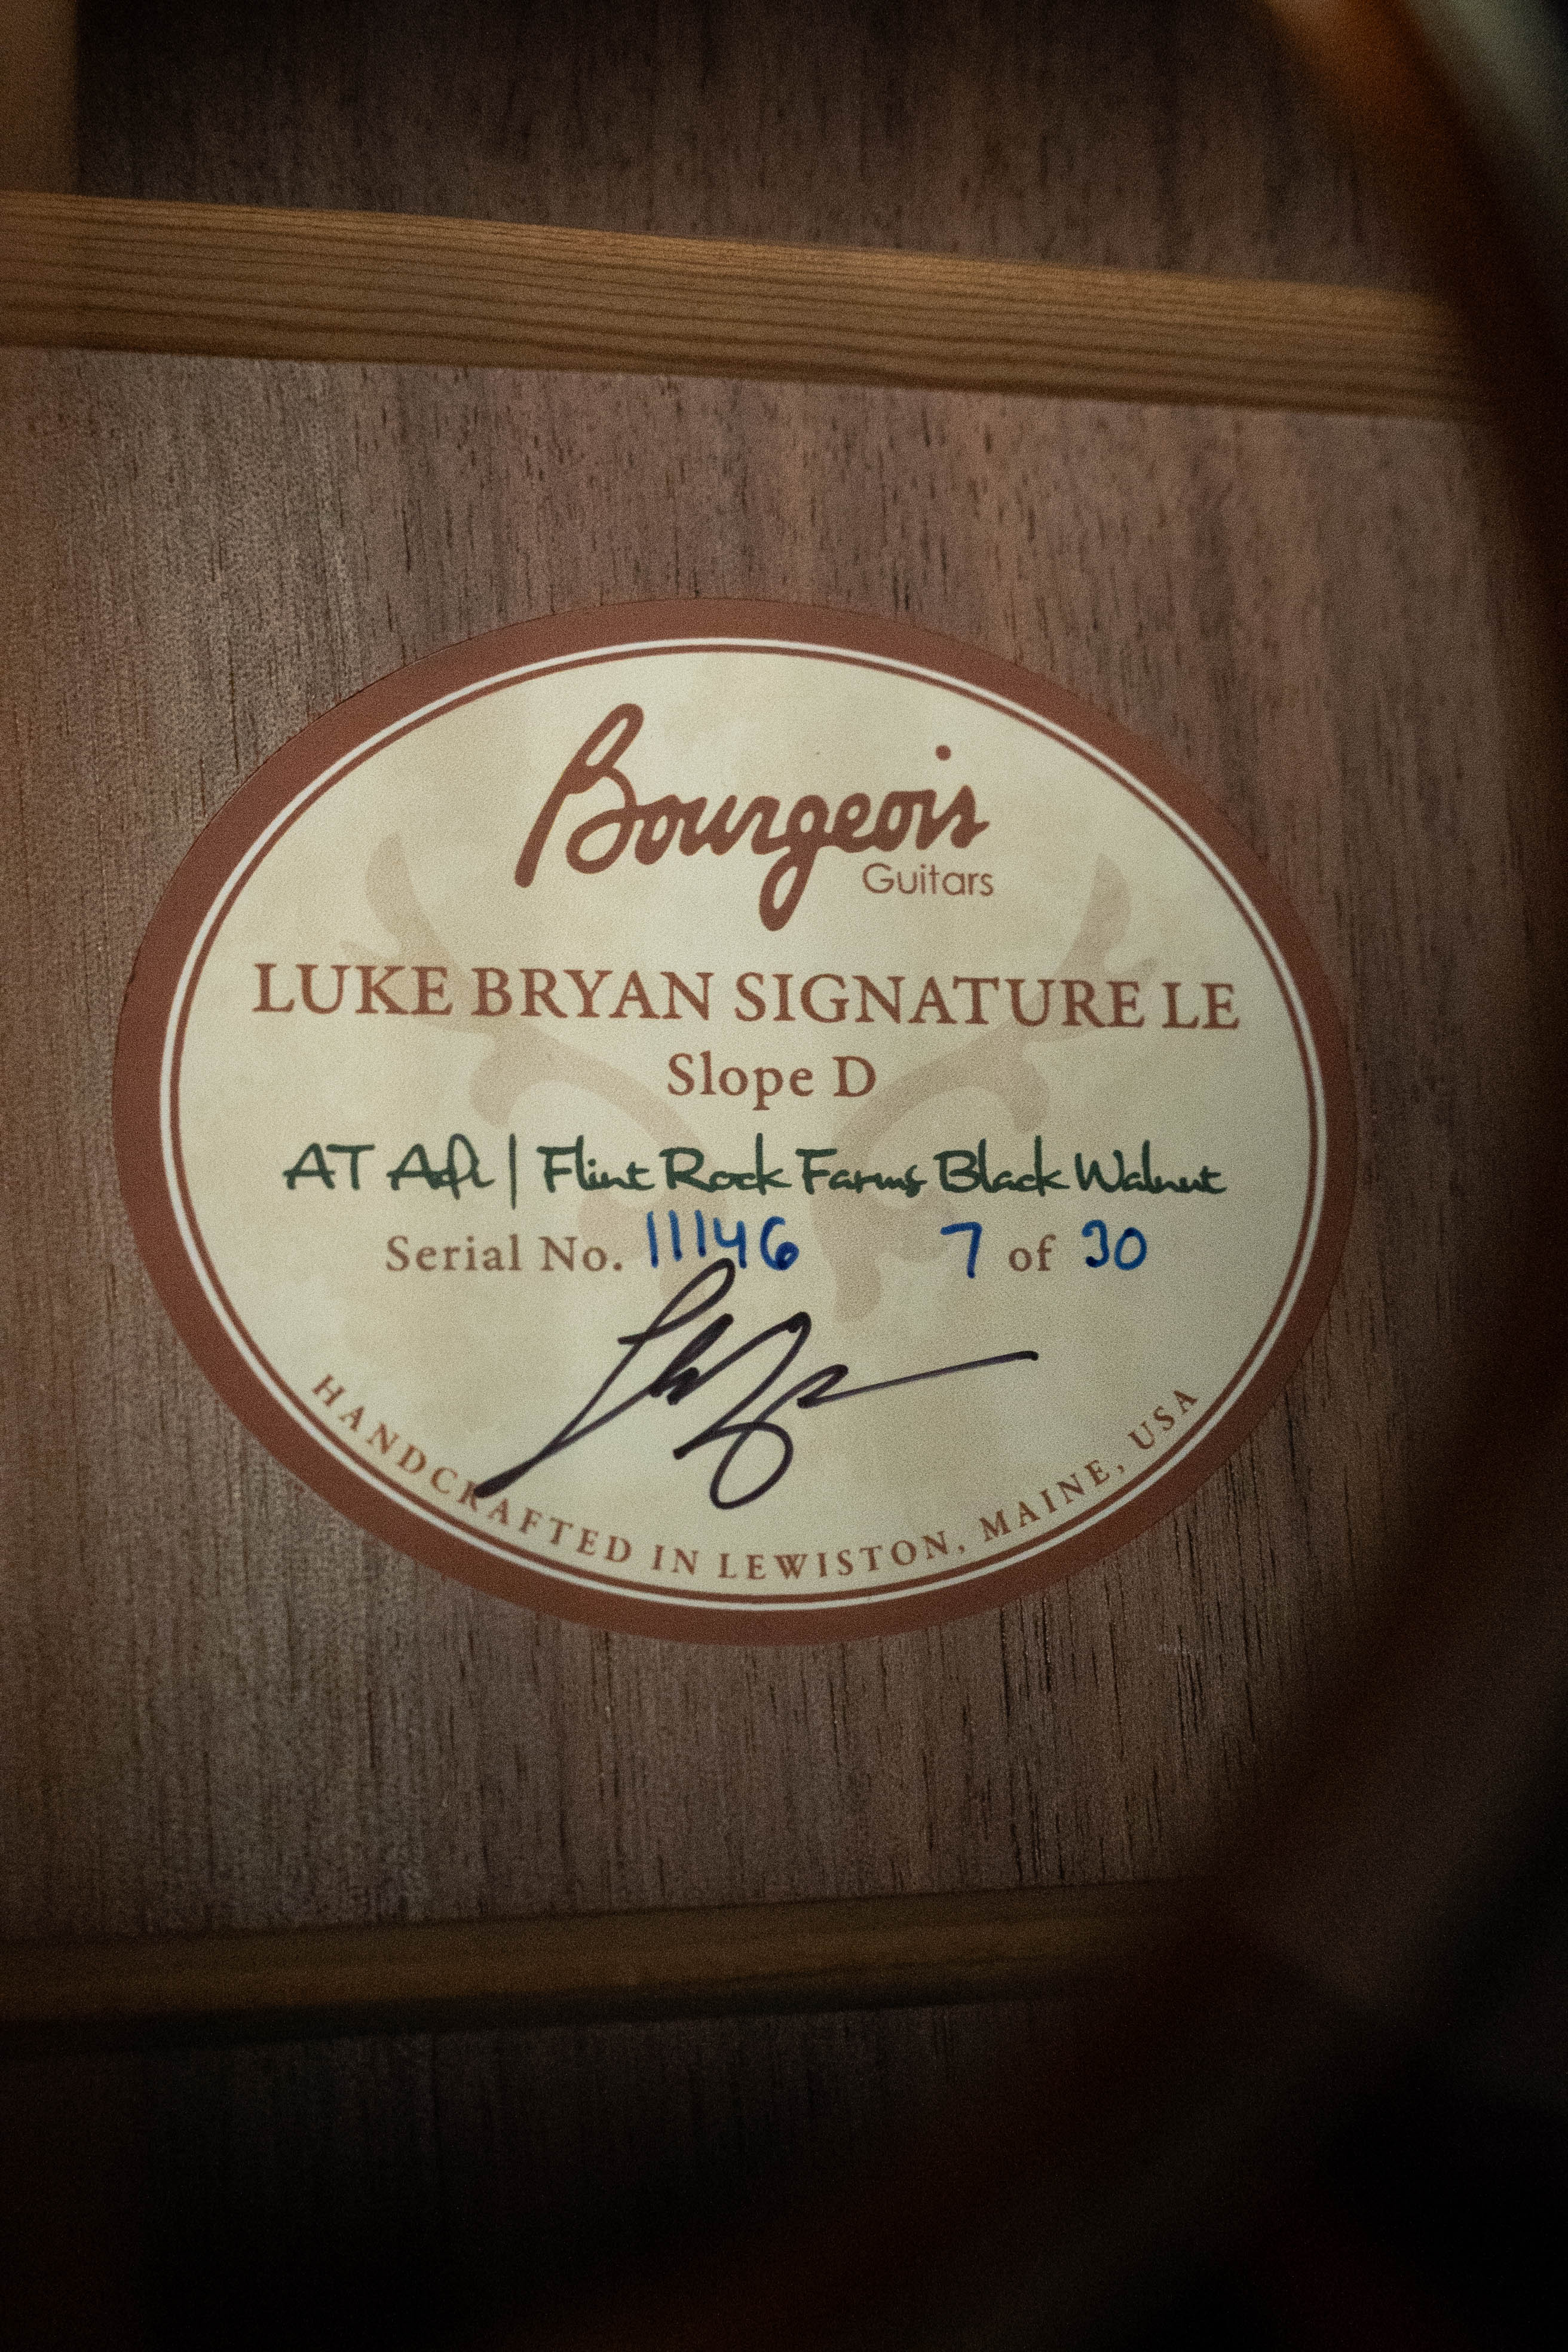 Bourgeois
Guitars
LUKE BRYAN SIGNATURE LE
Slope D
AT Adi | Flint Rock Farms Black Walnut
Serial No. 11146 7 of 30
HANDCRAFTED IN LEWISTON, MAINE, USA